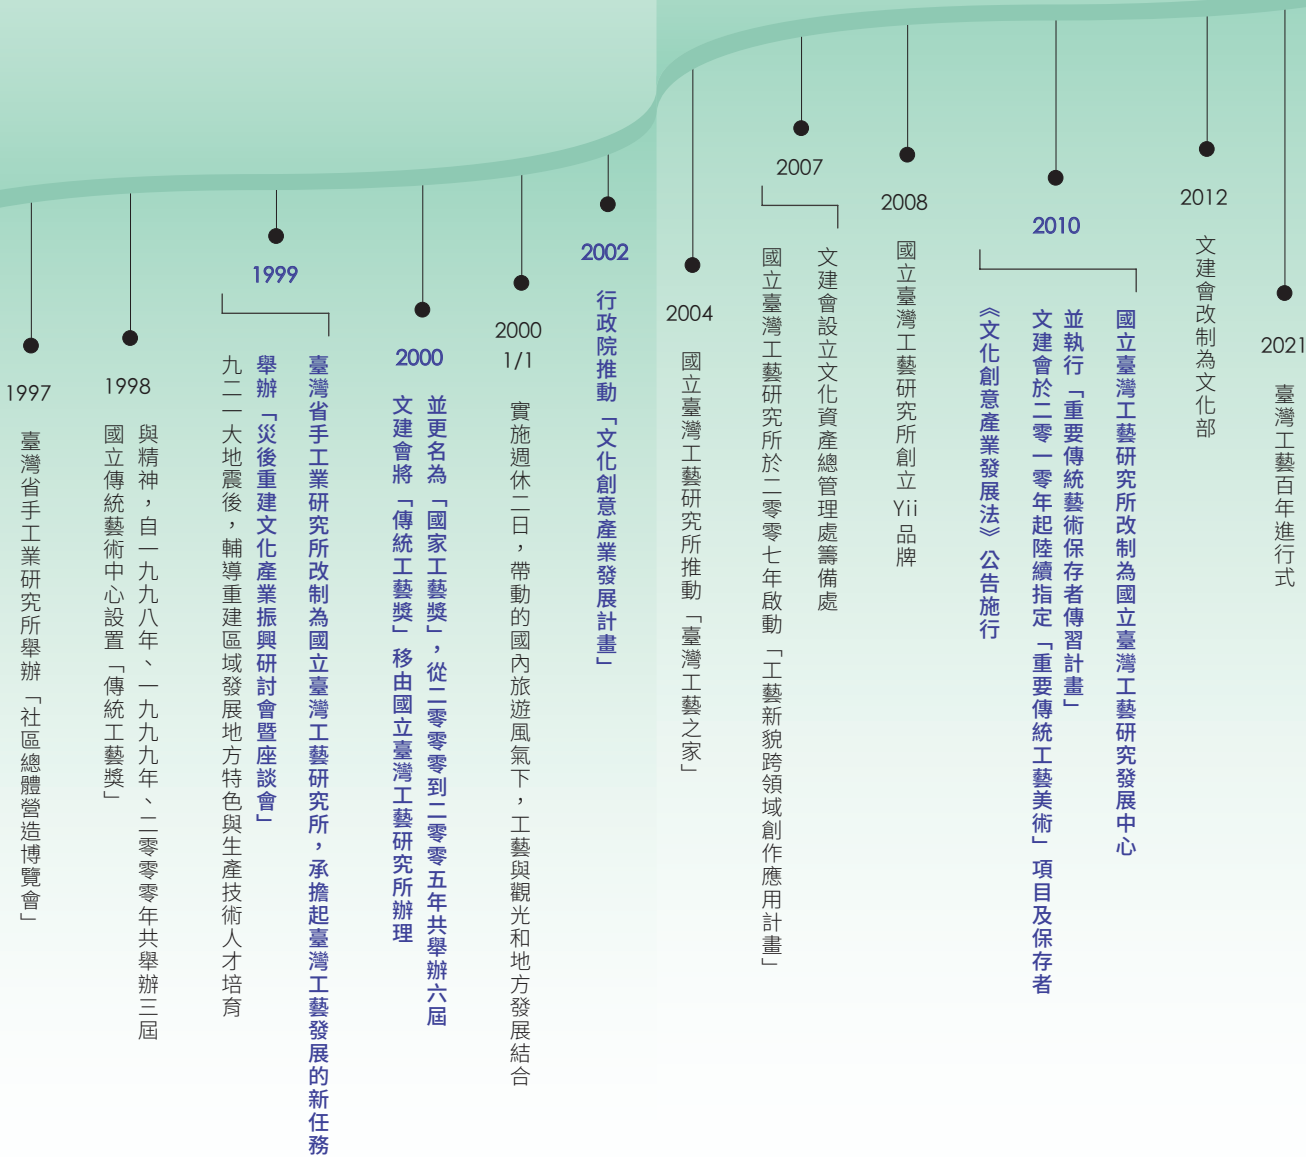 1997
臺灣省手工業研究所舉辦「社區總體營造博覽會」
1998
國立傳統藝術中心設置「傳統工藝獎」
與精神，自一九九八年、一九九九年、二零零零年共舉辦三屆
1999
九二一大地震後，輔導重建區域發展地方特色與生產技術人才培育
舉辦「災後重建文化產業振興研討會暨座談會」
臺灣省手工業研究所改制為國立臺灣工藝研究所，承擔起臺灣工藝發展的新任務
2000
文建會將「傳統工藝獎」移由國立臺灣工藝研究所辦理
並更名為「國家工藝獎」，從二零零零到二零零五年共舉辦六屆
2000
1/1
實施週休二日，帶動的國內旅遊風氣下，工藝與觀光和地方發展結合
2002
行政院推動「文化創意產業發展計畫」
2004
國立臺灣工藝研究所推動「臺灣工藝之家」
2007
國立臺灣工藝研究所於二零零七年啟動「工藝新貌跨領域創作應用計畫」
文建會設立文化資產總管理處籌備處
2008
國立臺灣工藝研究所創立 Yii 品牌
2010
《文化創意產業發展法》公告施行
文建會於二零一零年起陸續指定「重要傳統工藝美術」項目及保存者
並執行「重要傳統藝術保存者傳習計畫」
國立臺灣工藝研究所改制為國立臺灣工藝研究發展中心
2012
文建會改制為文化部
2021
臺灣工藝百年進行式